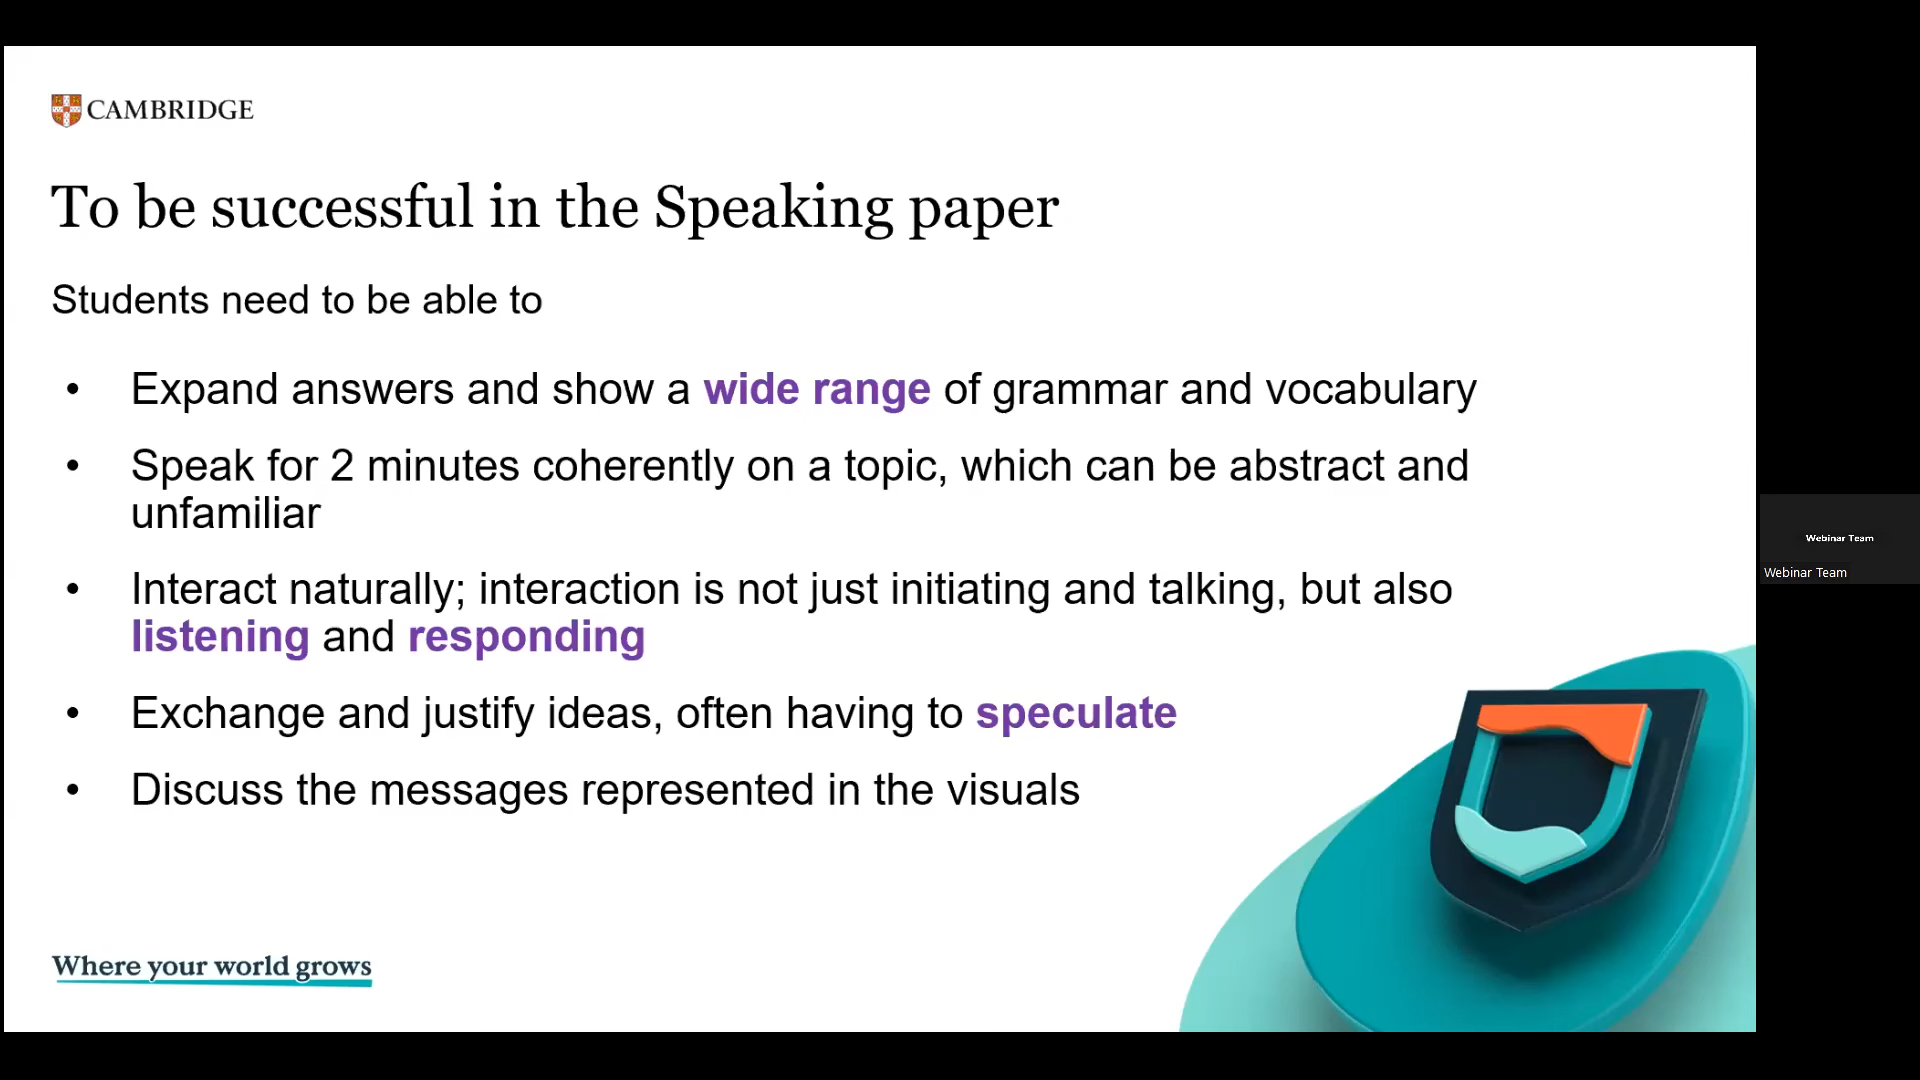 CAMBRIDGE
To be successful in the Speaking paper
Students need to be able to
• Expand answers and show a wide range of grammar and vocabulary
• Speak for 2 minutes coherently on a topic, which can be abstract and
unfamiliar
• Interact naturally; interaction is not just initiating and talking, but also
listening and responding
• Exchange and justify ideas, often having to speculate
• Discuss the messages represented in the visuals
Where your world grows
Webinar Team
Webinar Team